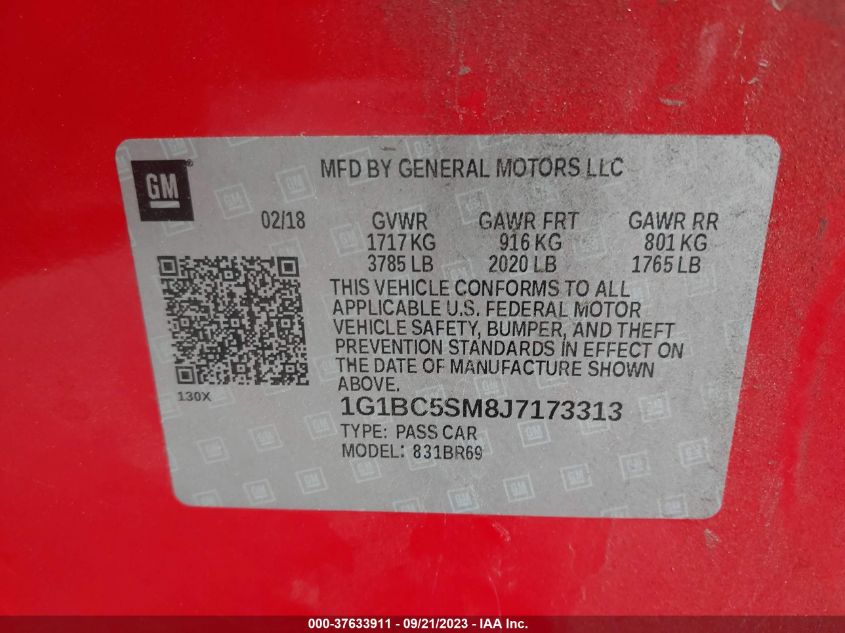 GM
MFD BY GENERAL MOTORS LLC
02/18 GVWR GAWR FRT GAWR RR
1717 KG 916 KG 801 KG
3785 LB 2020 LB 1765 LB
THIS VEHICLE CONFORMS TO ALL
APPLICABLE U.S. FEDERAL MOTOR
VEHICLE SAFETY, BUMPER, AND THEFT
PREVENTION STANDARDS IN EFFECT ON
THE DATE OF MANUFACTURE SHOWN
ABOVE.
130X
1G1BC5SM8J7173313
TYPE: PASS CAR
MODEL: 831BR69
000-37633911 - 09/21/2023 - IAA Inc.